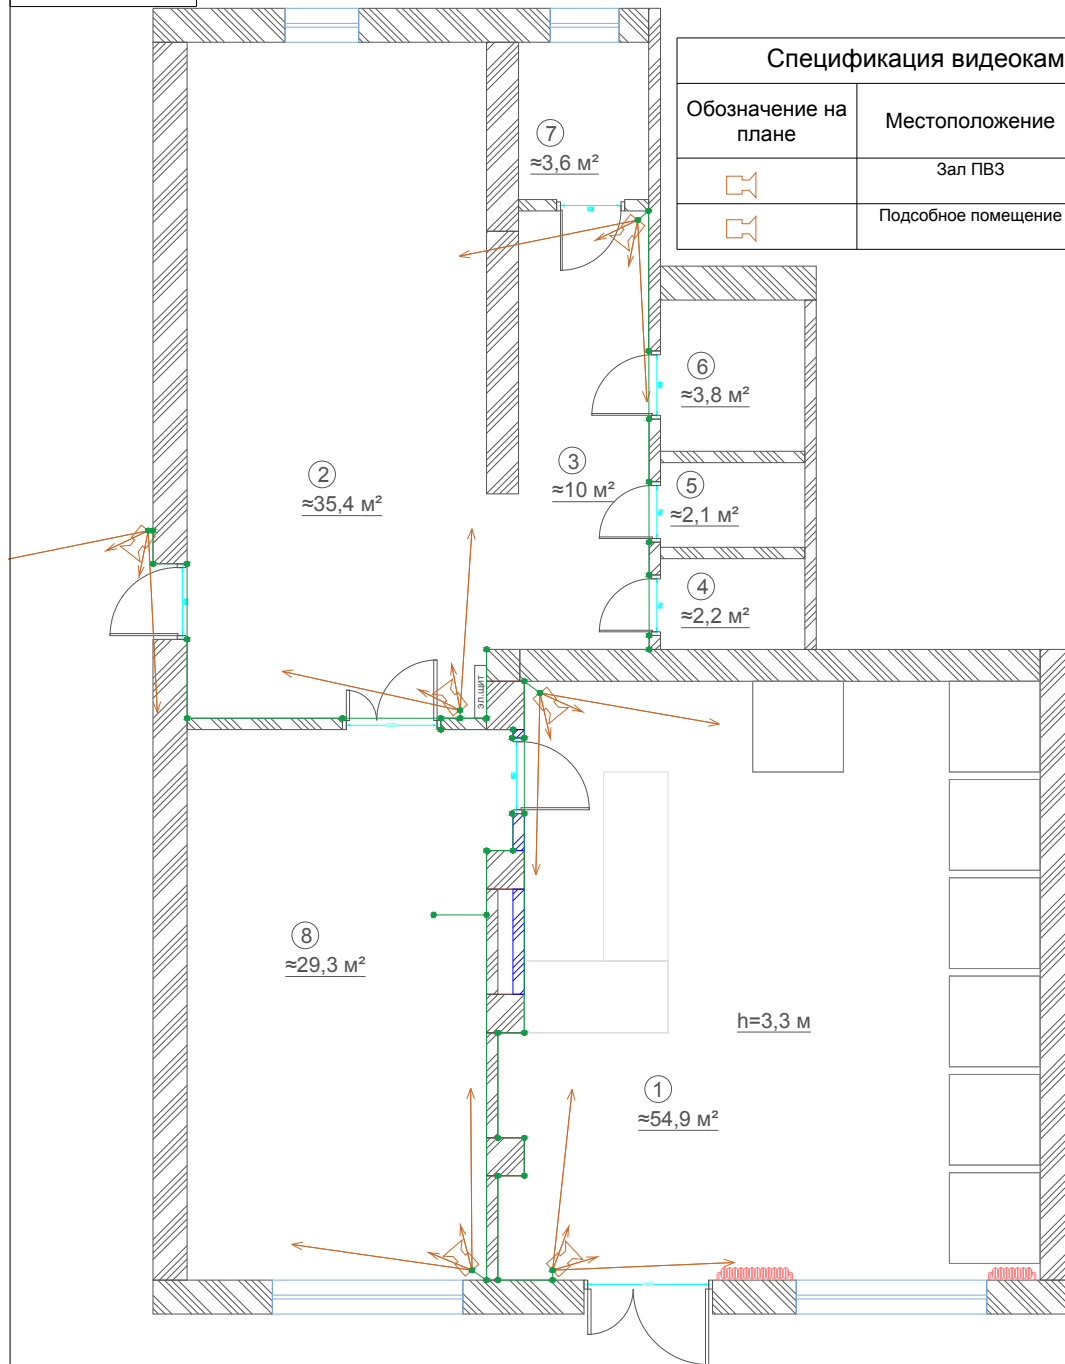 Спецификация видеокам
Обозначение на
плане
Местоположение
Зал ПВЗ
Подсобное помещение
7
≈3,6 м²
6
≈3,8 м²
3
≈10 м²
5
≈2,1 м²
2
≈35,4 м²
4
≈2,2 м²
эл.щит
8
≈29,3 м²
h=3,3 м
1
≈54,9 м²